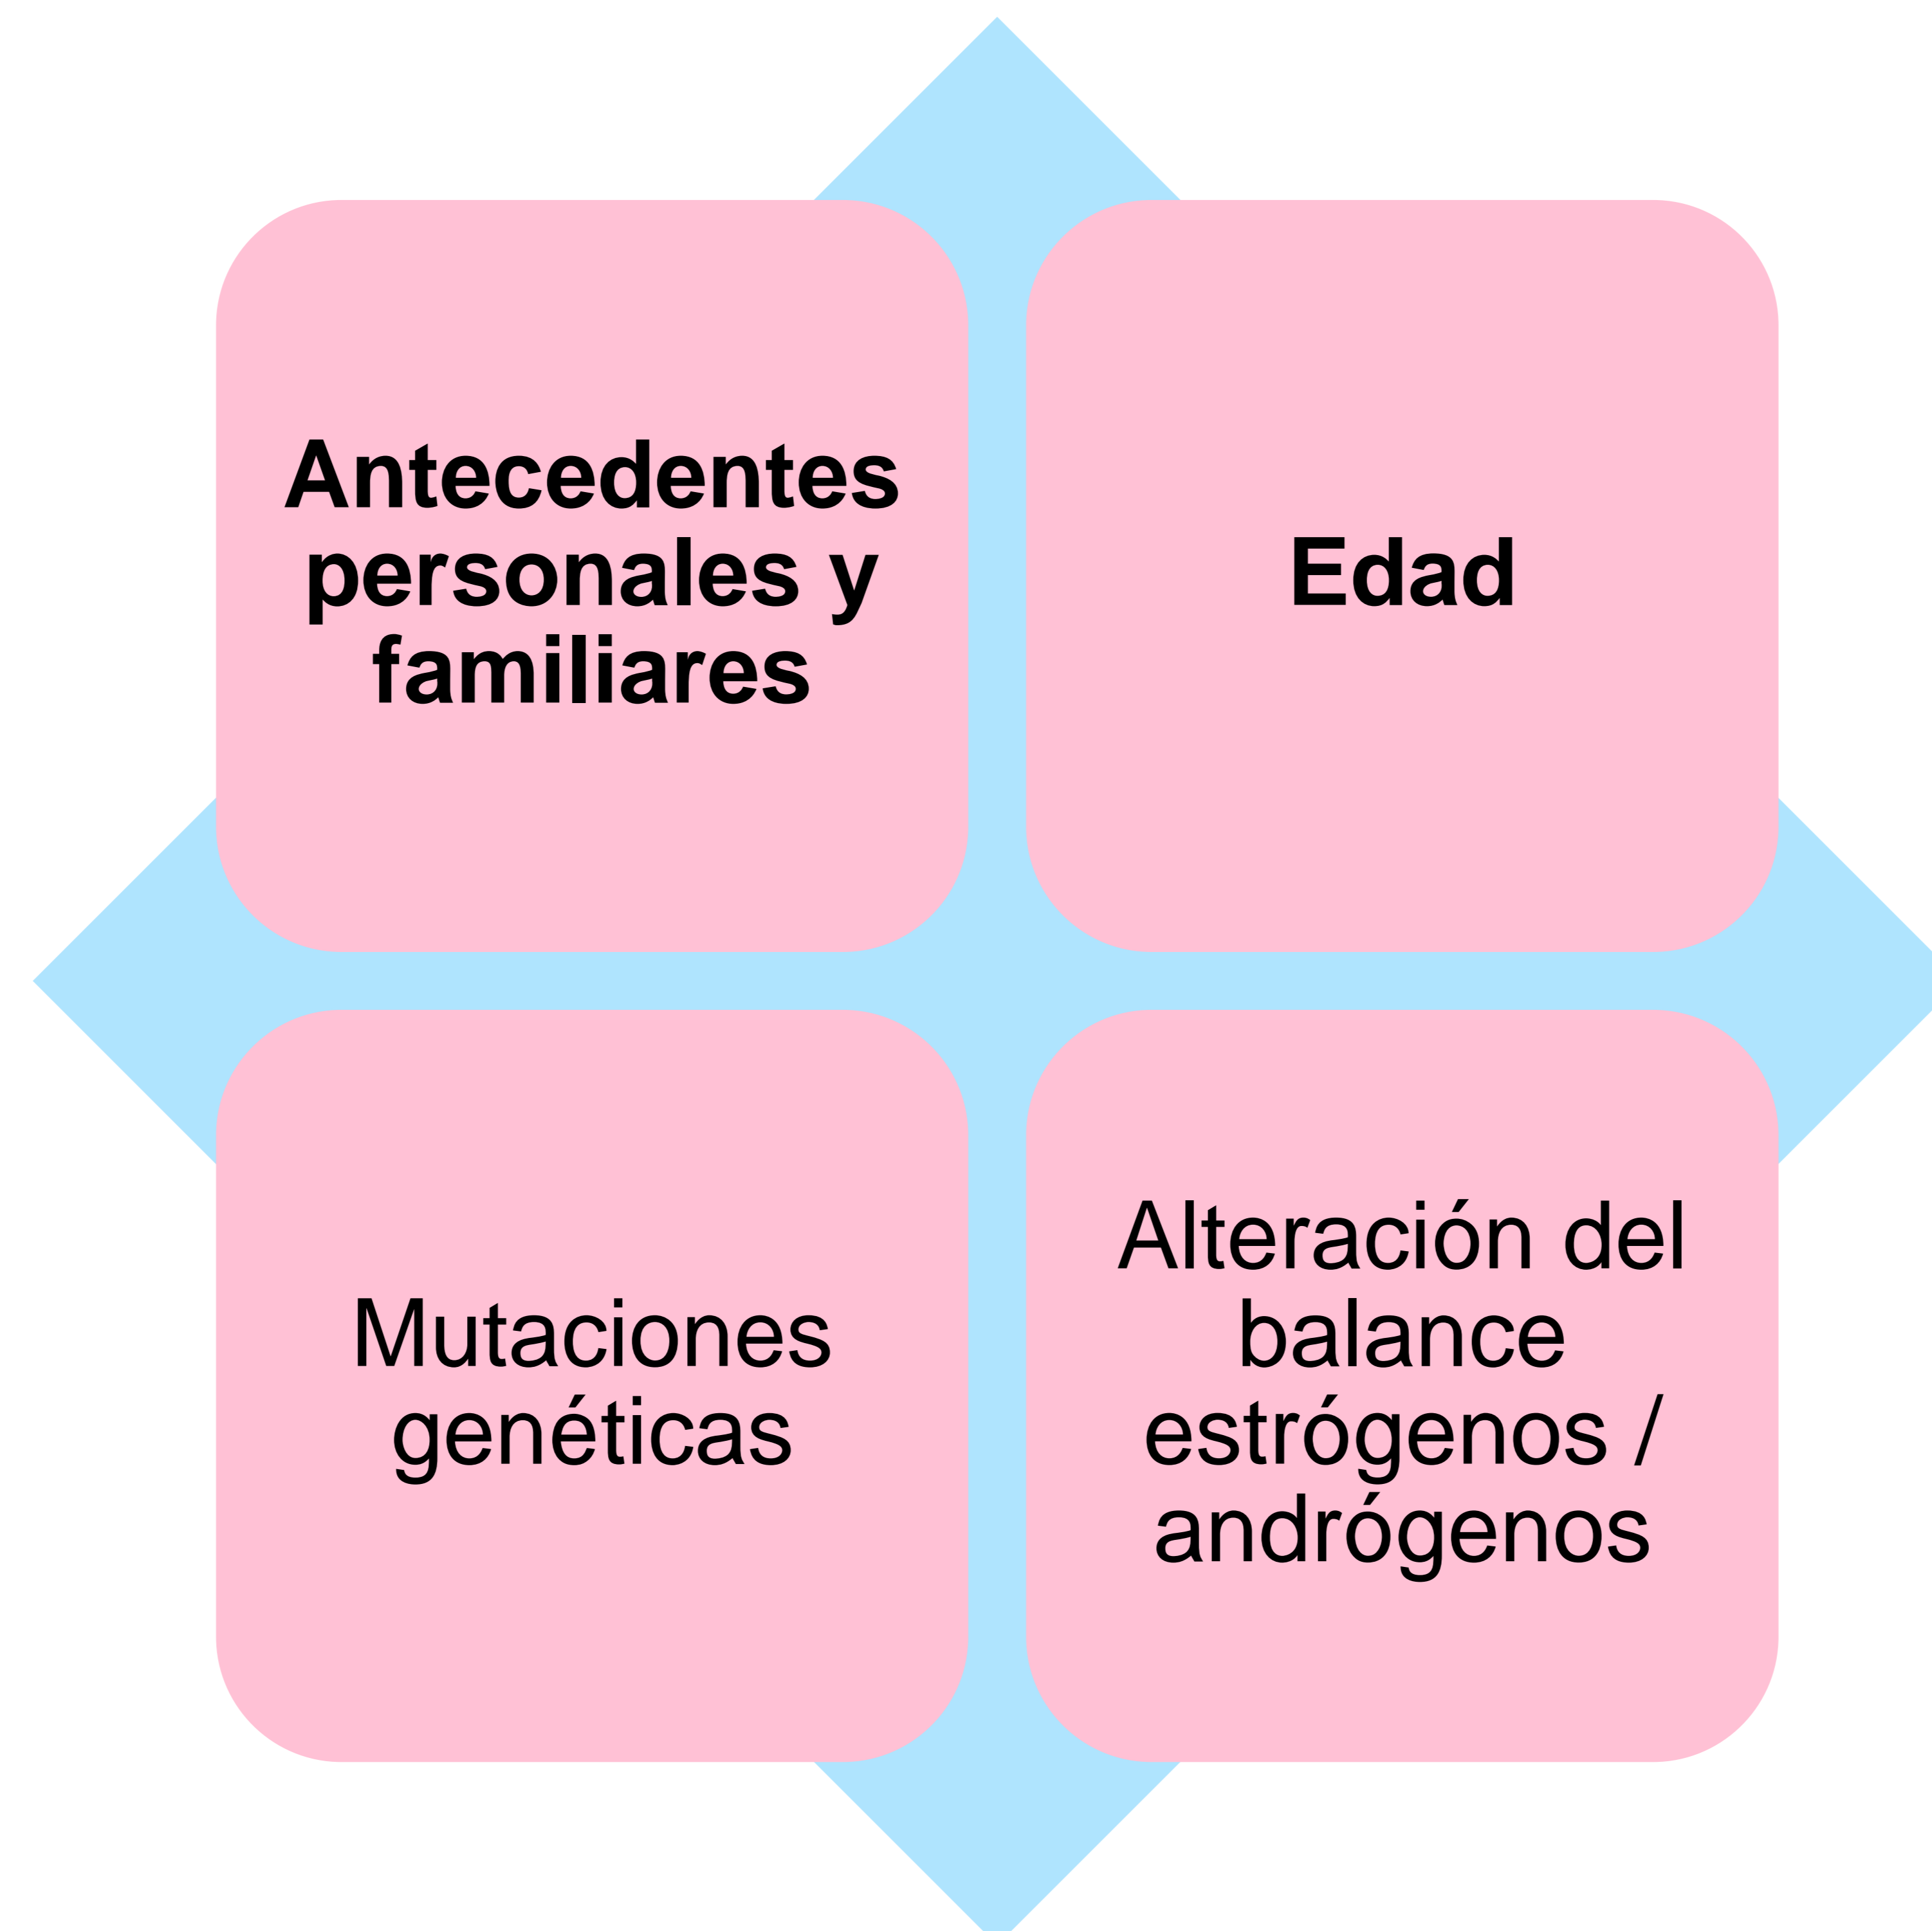 Antecedentes
personales y
familiares
Edad
Mutaciones
genéticas
Alteración del
balance
estrógenos /
andrógenos